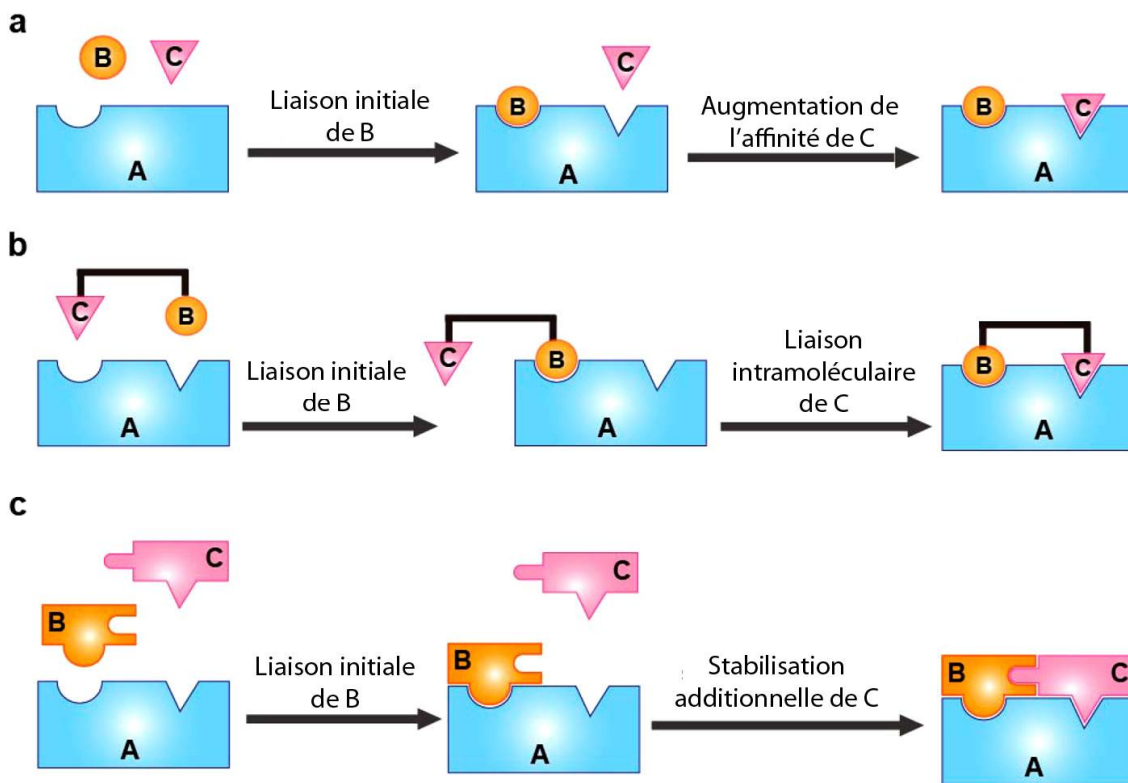 a
B
C
A
Liaison initiale
de B
B
C
A
Augmentation de
l'affinité de C
B
C
A
b
C
B
A
Liaison initiale
de B
C
B
A
Liaison
intramoléculaire
de C
B
C
A
c
C
B
A
Liaison initiale
de B
C
B
A
Stabilisation
additionnelle de C
B
C
A